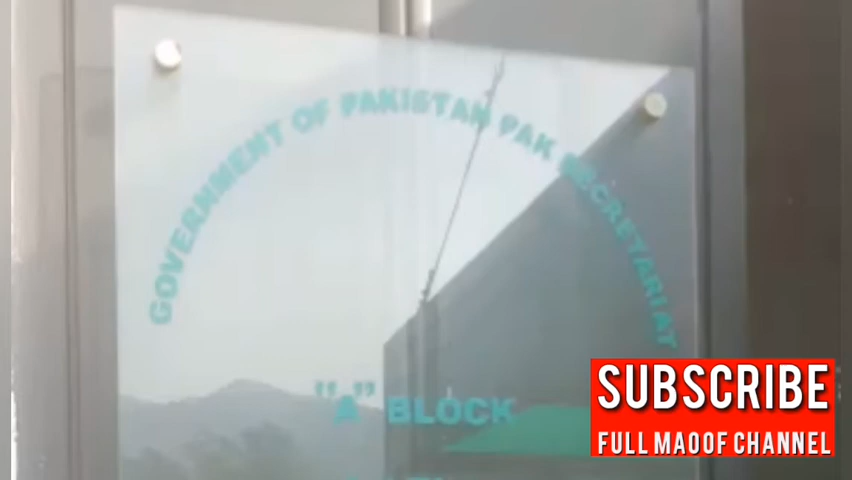 GOVERNMENT OF PAKISTAN PAK SECRETARIAT
"A" BLOCK
SUBSCRIBE
FULL MAOOF CHANNEL